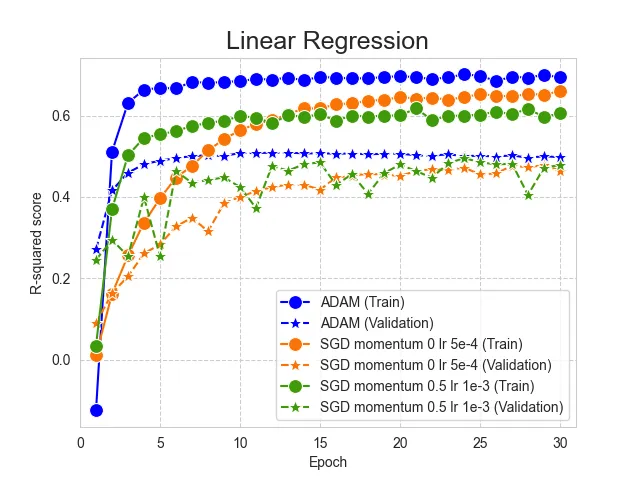 Linear Regression
R-squared score
0.6
0.4
0.2
0.0
ADAM (Train)
ADAM (Validation)
SGD momentum 0 lr 5e-4 (Train)
SGD momentum 0 lr 5e-4 (Validation)
SGD momentum 0.5 lr 1e-3 (Train)
SGD momentum 0.5 lr 1e-3 (Validation)
0 5 10 15 20 25 30
Epoch